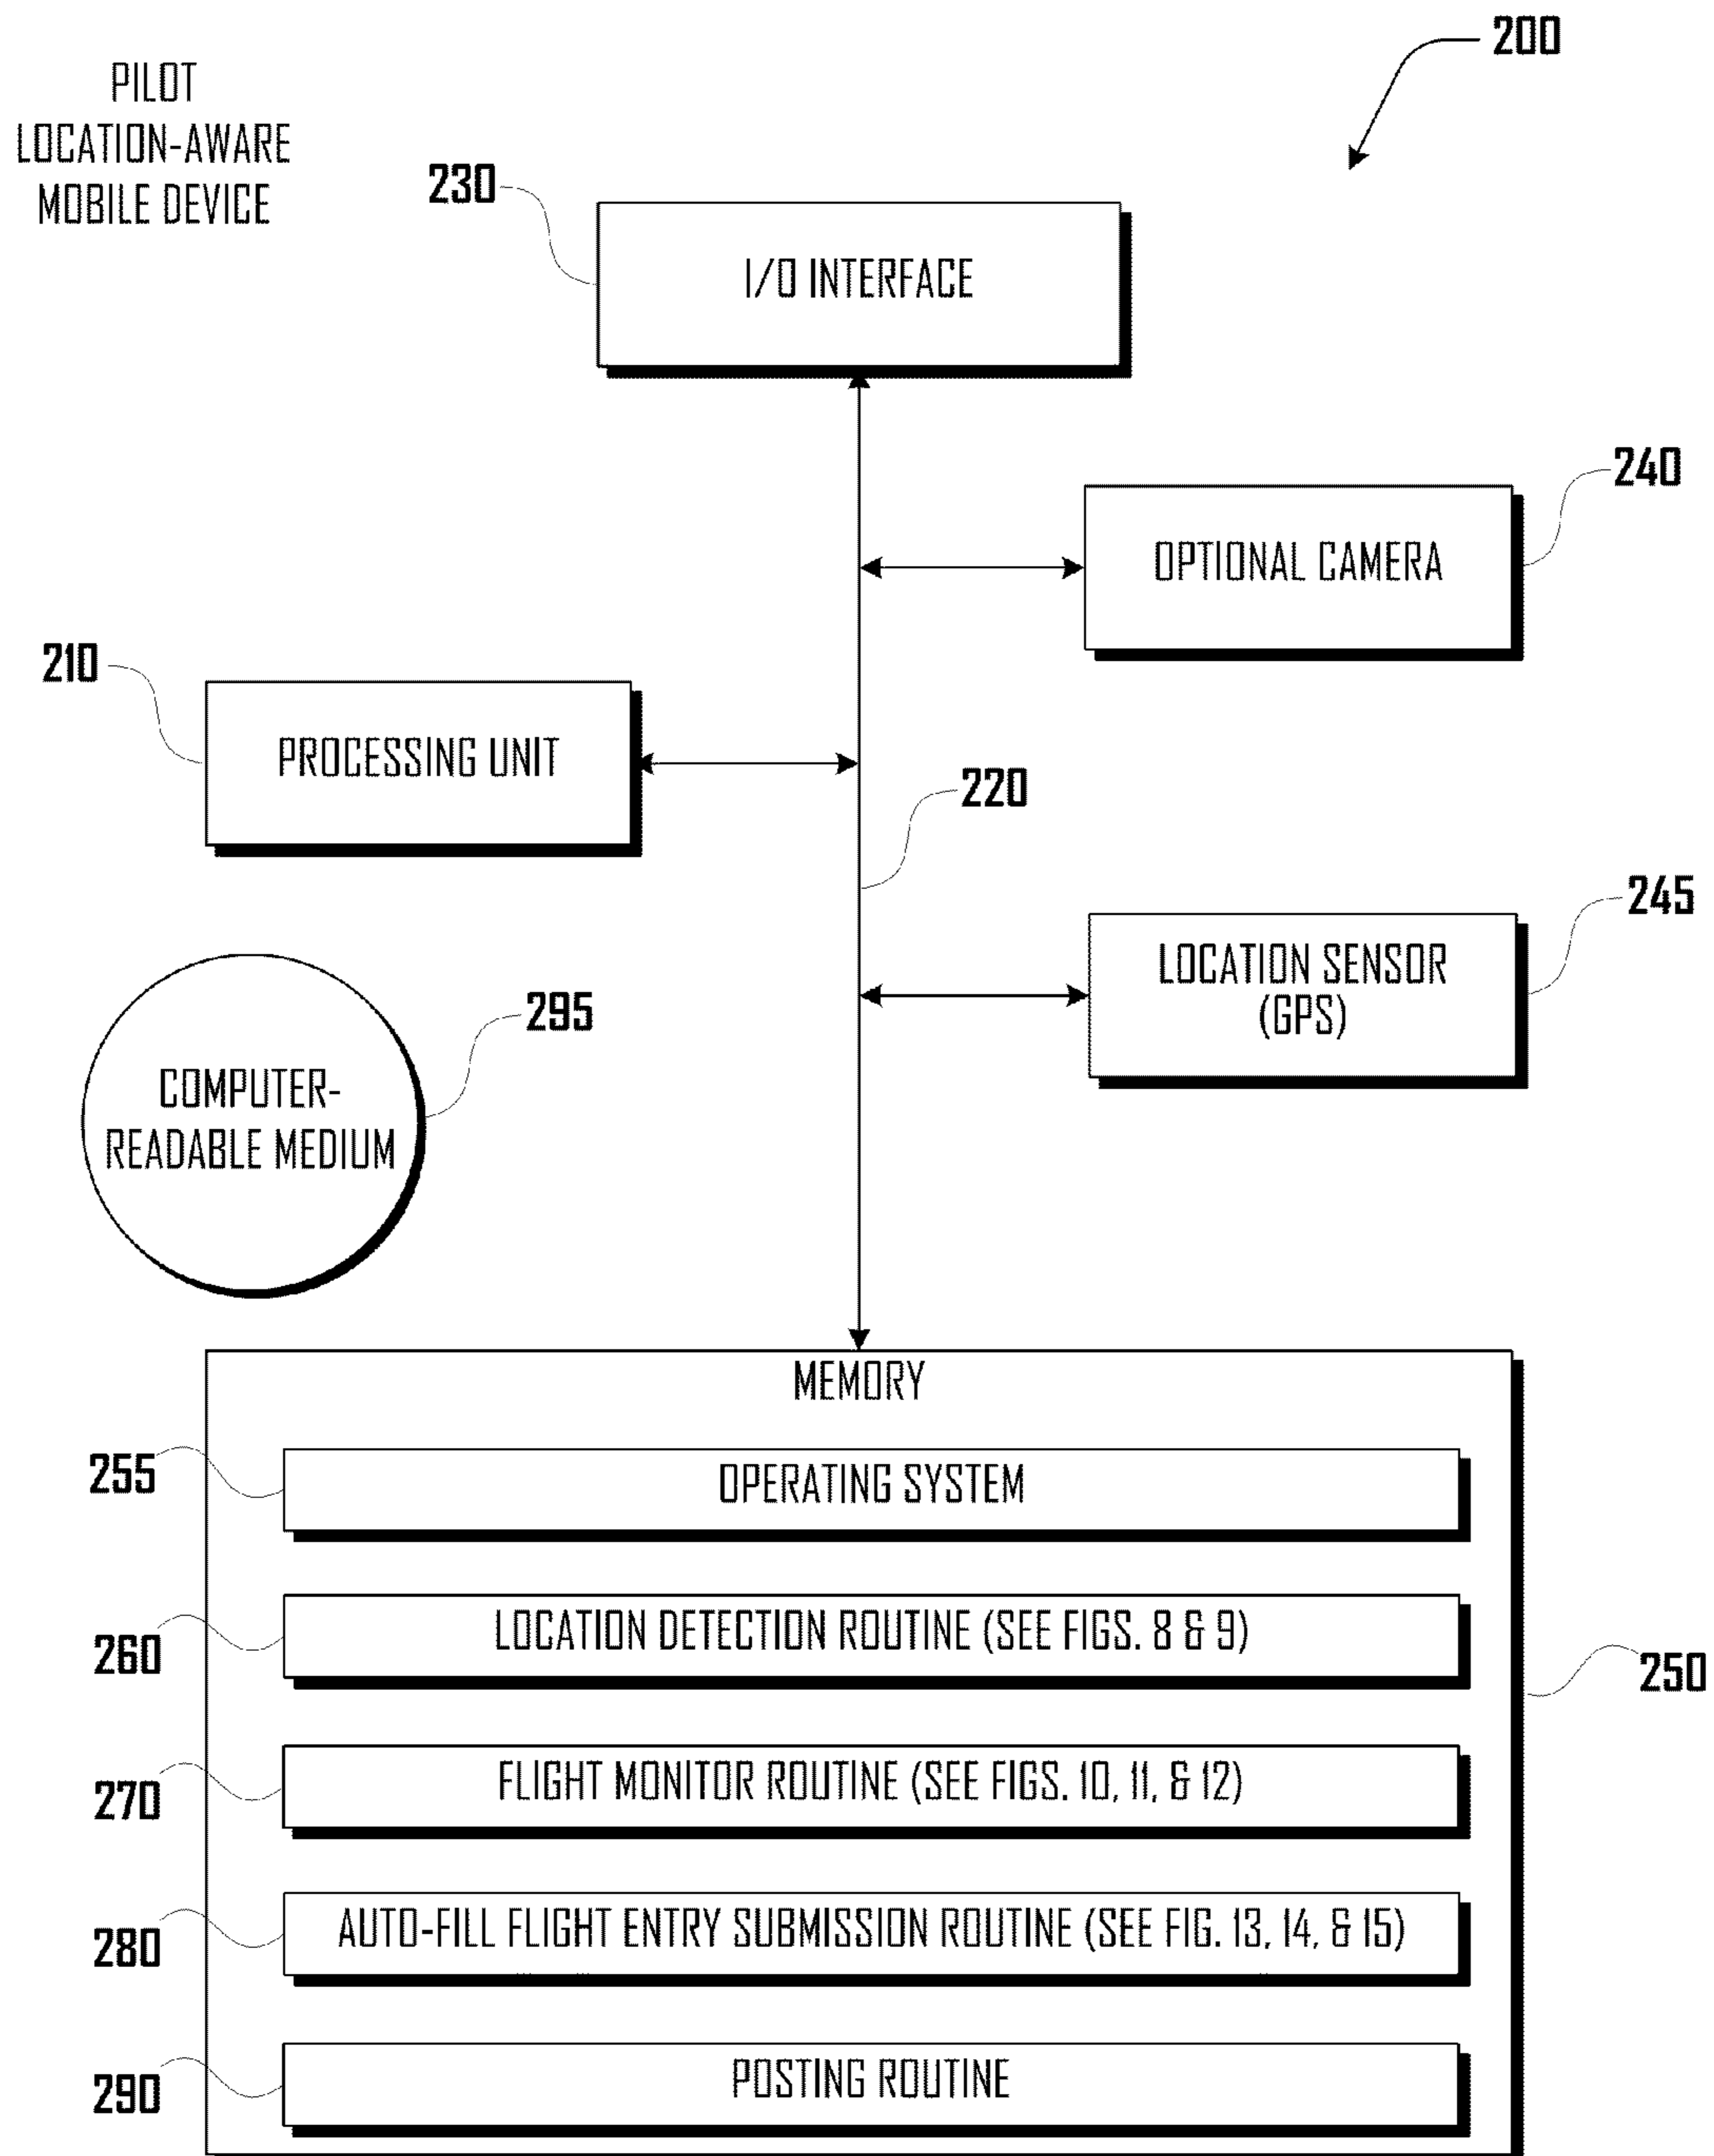 200
PILOT
LOCATION-AWARE
MOBILE DEVICE
230
I/O INTERFACE
240
OPTIONAL CAMERA
210
PROCESSING UNIT
220
245
LOCATION SENSOR
(GPS)
295
COMPUTER-
READABLE MEDIUM
MEMORY
255
OPERATING SYSTEM
260
LOCATION DETECTION ROUTINE (SEE FIGS. 8 & 9)
250
270
FLIGHT MONITOR ROUTINE (SEE FIGS. 10, 11, & 12)
280
AUTO-FILL FLIGHT ENTRY SUBMISSION ROUTINE (SEE FIG. 13, 14, & 15)
290
POSTING ROUTINE